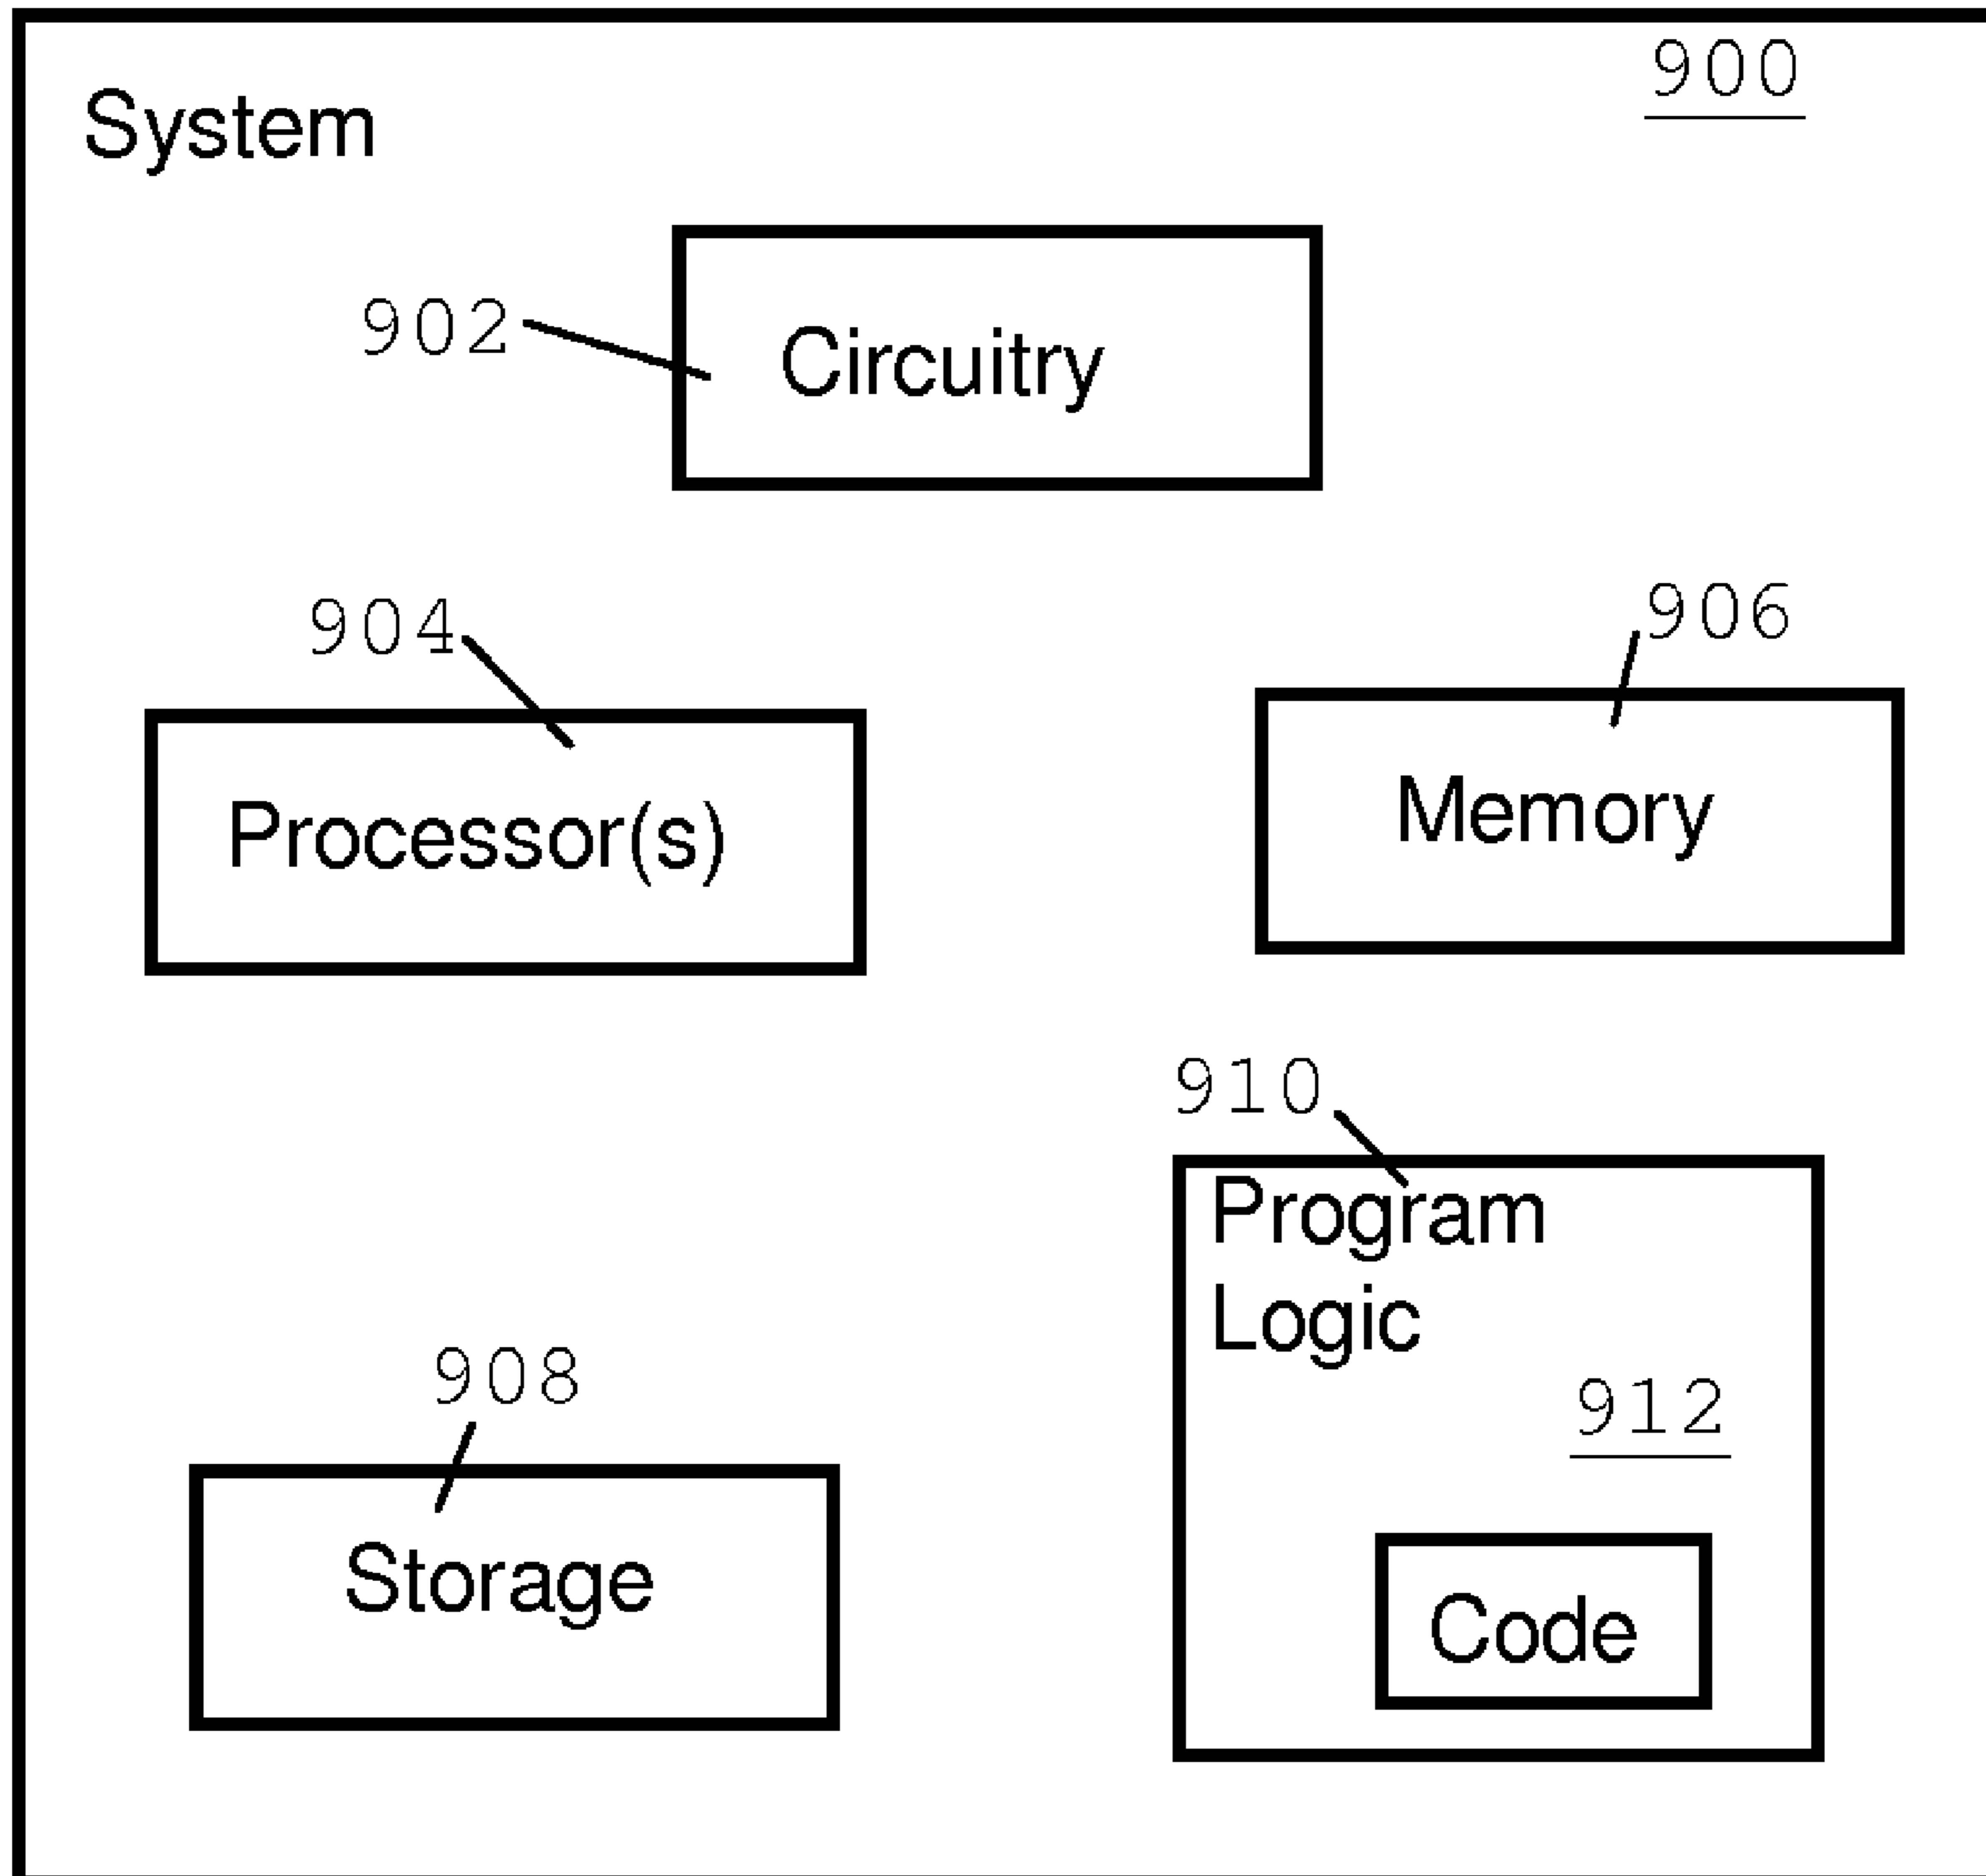 900
System
902
Circuitry
904
906
Processor(s)
Memory
910
Program
Logic
908
912
Storage
Code